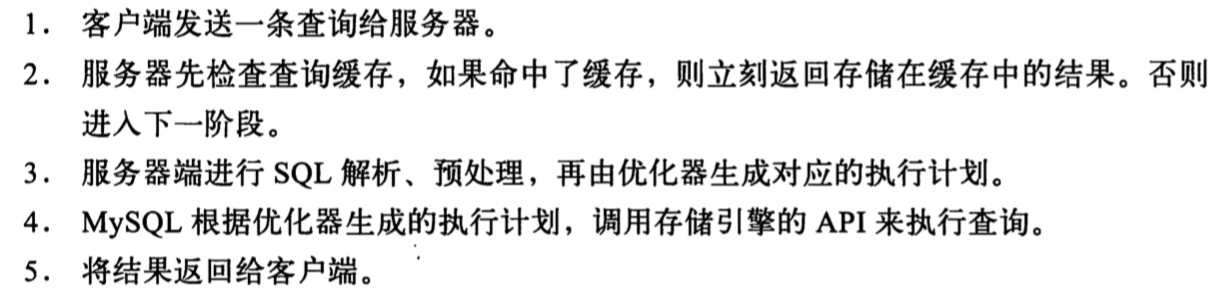 1. 客户端发送一条查询给服务器。
2. 服务器先检查查询缓存，如果命中了缓存，则立刻返回存储在缓存中的结果。否则
进入下一阶段。
3. 服务器端进行 SQL 解析、预处理，再由优化器生成对应的执行计划。
4. MySQL 根据优化器生成的执行计划，调用存储引擎的 API 来执行查询。
5. 将结果返回给客户端。